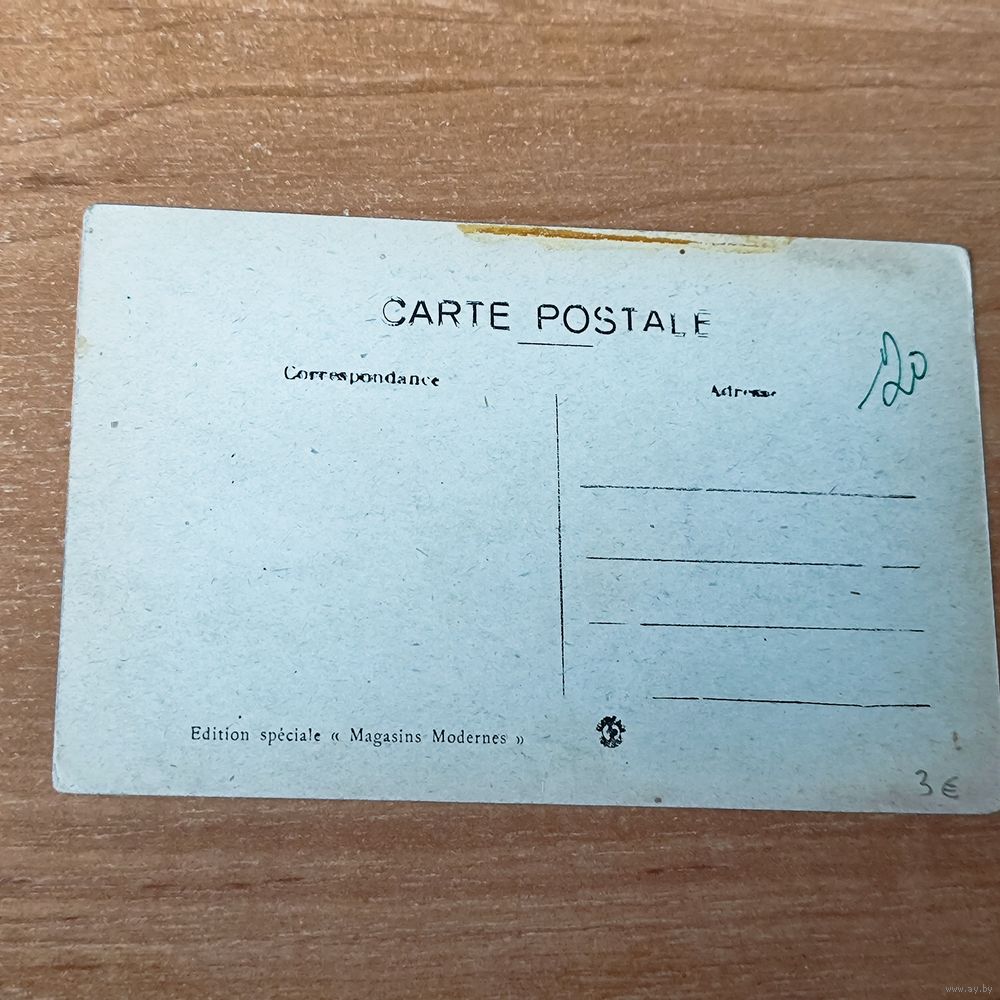 CARTE POSTALE
Correspondance
Adresse
20
Edition spéciale « Magasins Modernes »
3 €
www.ay.by